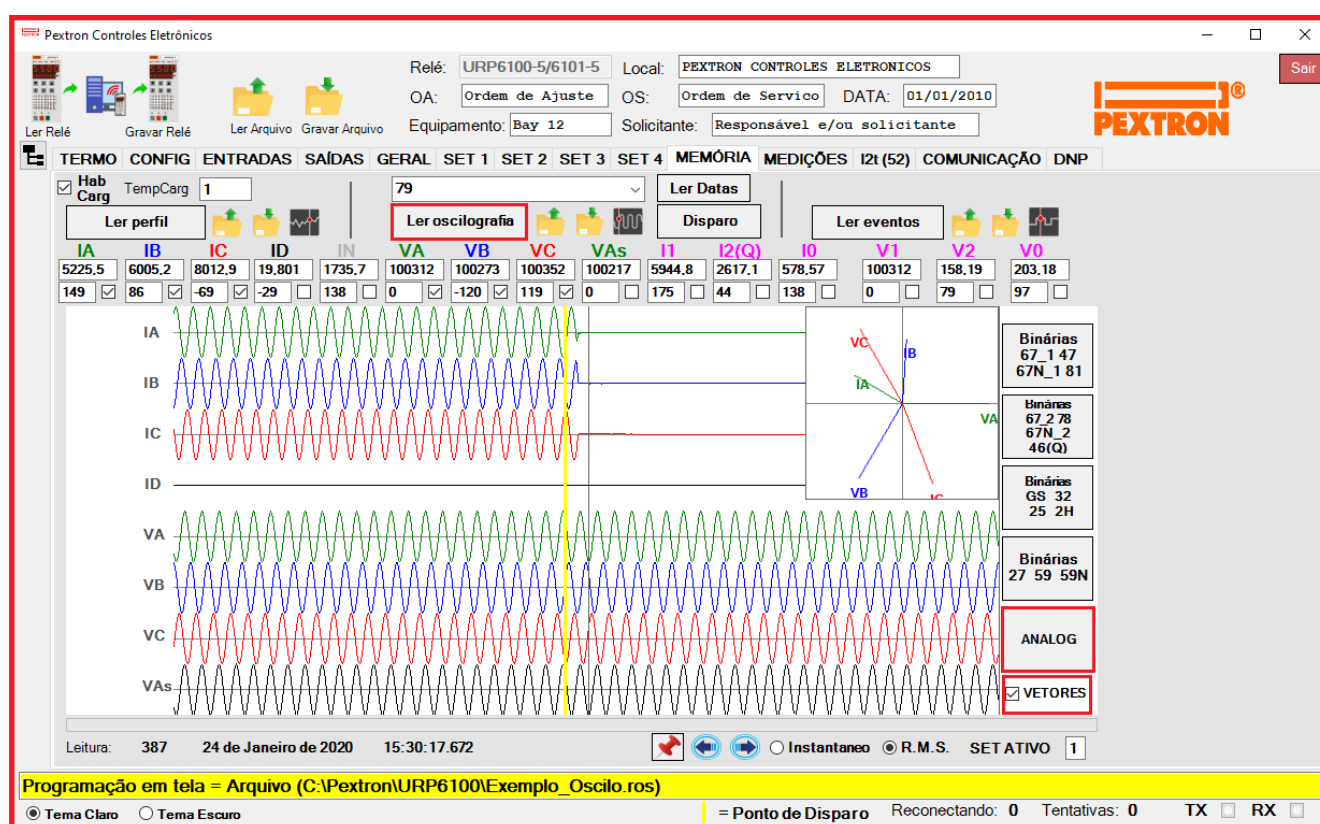 Pextron Controles Eletrônicos
Relé: URP6100-5/6101-5 Local: PEXTRON CONTROLES ELETRONICOS Sair
OA: Ordem de Ajuste OS: Ordem de Servico DATA: 01/01/2010
Equipamento: Bay 12 Solicitante: Responsável e/ou solicitante
Ler Relé Gravar Relé Ler Arquivo Gravar Arquivo
PEXTRON®
TERMO CONFIG ENTRADAS SAÍDAS GERAL SET 1 SET 2 SET 3 SET 4 MEMÓRIA MEDIÇÕES I2t (52) COMUNICAÇÃO DNP
Hab Carg TempCarg 1 79 Ler Datas
Ler perfil Ler oscilografia Disparo Ler eventos
IA IB IC ID IN VA VB VC VAs I1 I2(Q) I0 V1 V2 V0
5225,5 6005,2 8012,9 19,801 1735,7 100312 100273 100352 100217 5944,8 2617,1 578,57 100312 158,19 203,18
149 86 -69 -29 138 0 -120 119 0 175 44 138 0 79 97
IA
IB
IC
ID
VA
VB
VC
VAs
VC
IB
IA
VA
VB
IC
Binárias
67_1 47
67N_1 81
Binárias
67_2 78
67N_2
46(Q)
Binárias
GS 32
25 2H
Binárias
27 59 59N
ANALOG
VETORES
Leitura: 387 24 de Janeiro de 2020 15:30:17.672 Instantaneo R.M.S. SET ATIVO 1
Programação em tela = Arquivo (C:\Pextron\URP6100\Exemplo_Oscilo.ros)
Tema Claro Tema Escuro = Ponto de Disparo Reconectando: 0 Tentativas: 0 TX RX